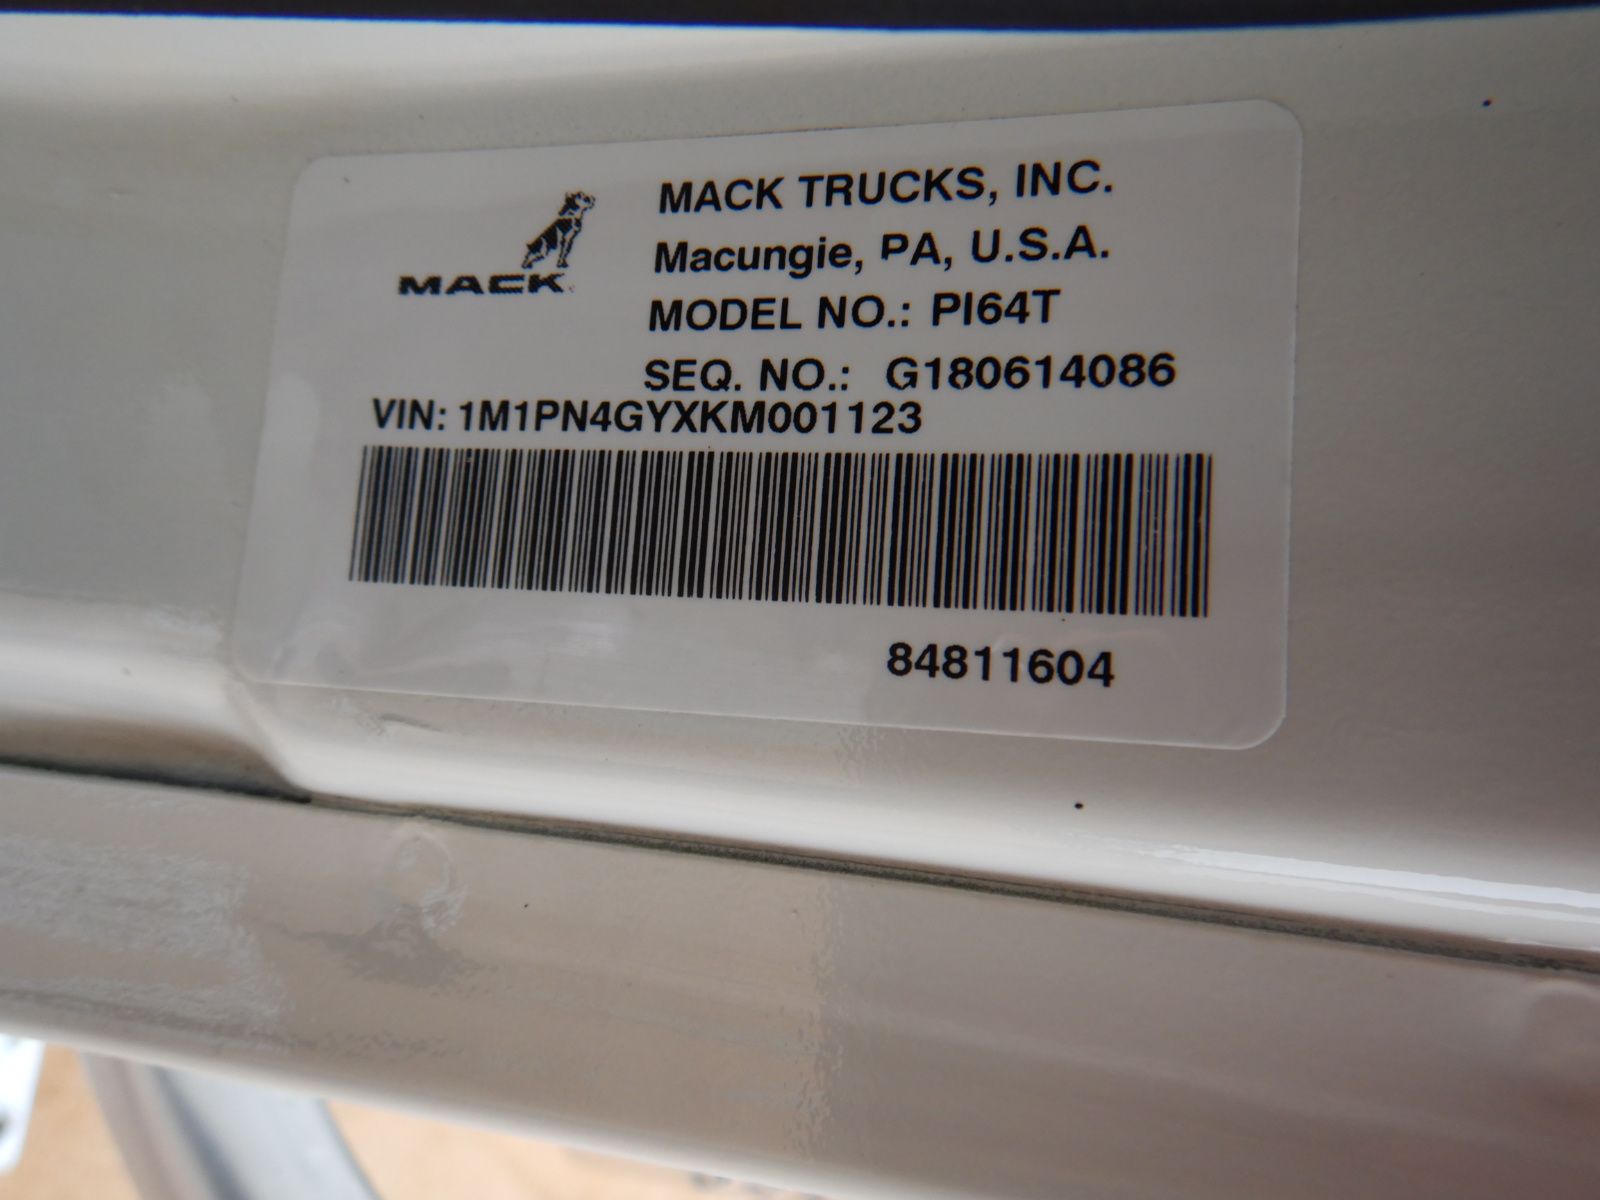 MACK
MACK TRUCKS, INC.
Macungie, PA, U.S.A.
MODEL NO.: PI64T
SEQ. NO.: G180614086
VIN: 1M1PN4GYXKM001123
84811604